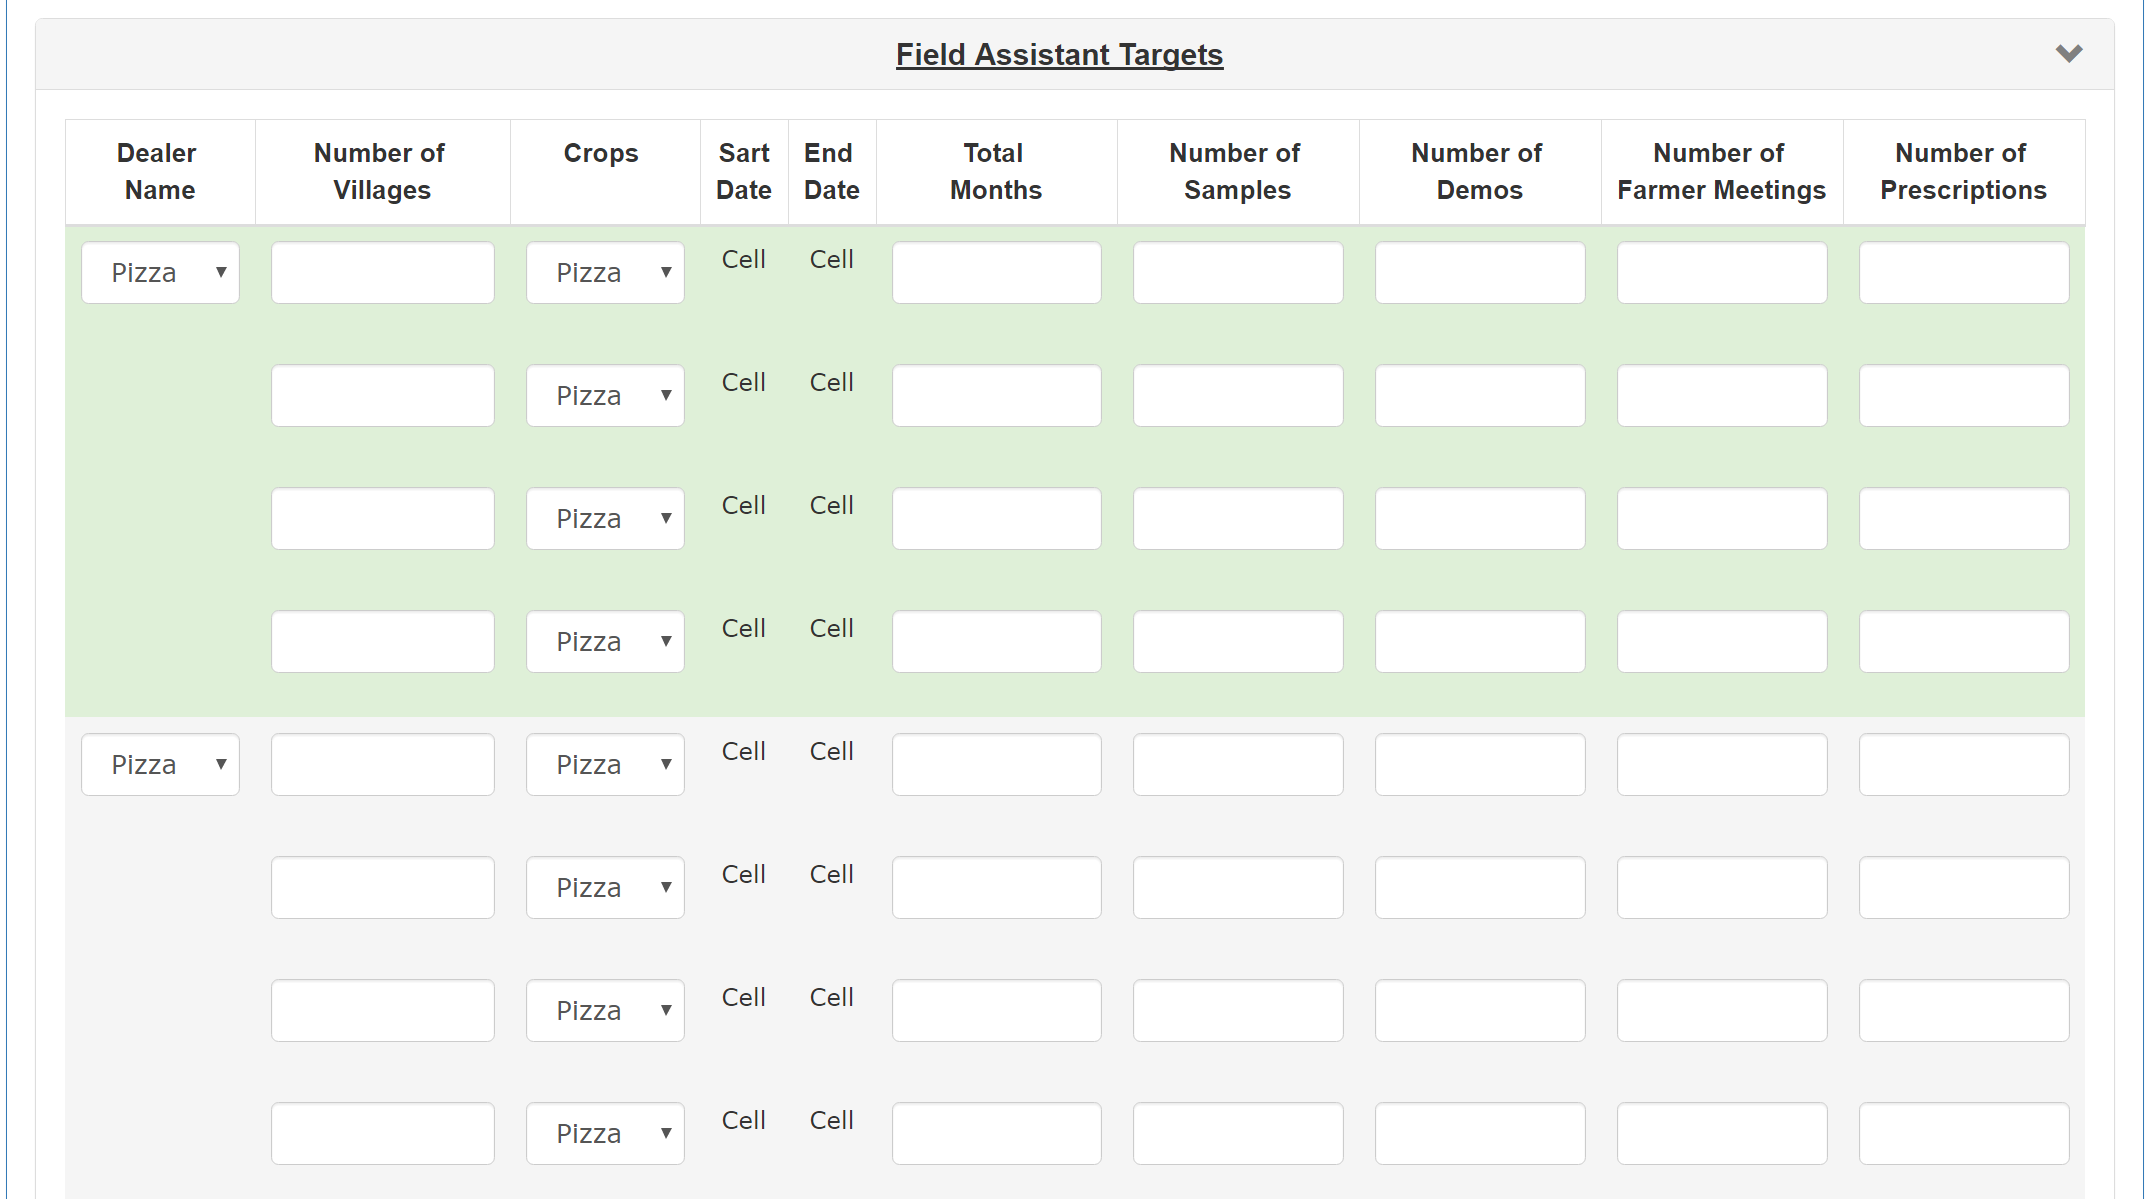 Field Assistant Targets
Dealer Name Number of Villages Crops Sart Date End Date Total Months Number of Samples Number of Demos Number of Farmer Meetings Number of Prescriptions
Pizza Pizza Cell Cell
Pizza Cell Cell
Pizza Cell Cell
Pizza Cell Cell
Pizza Pizza Cell Cell
Pizza Cell Cell
Pizza Cell Cell
Pizza Cell Cell